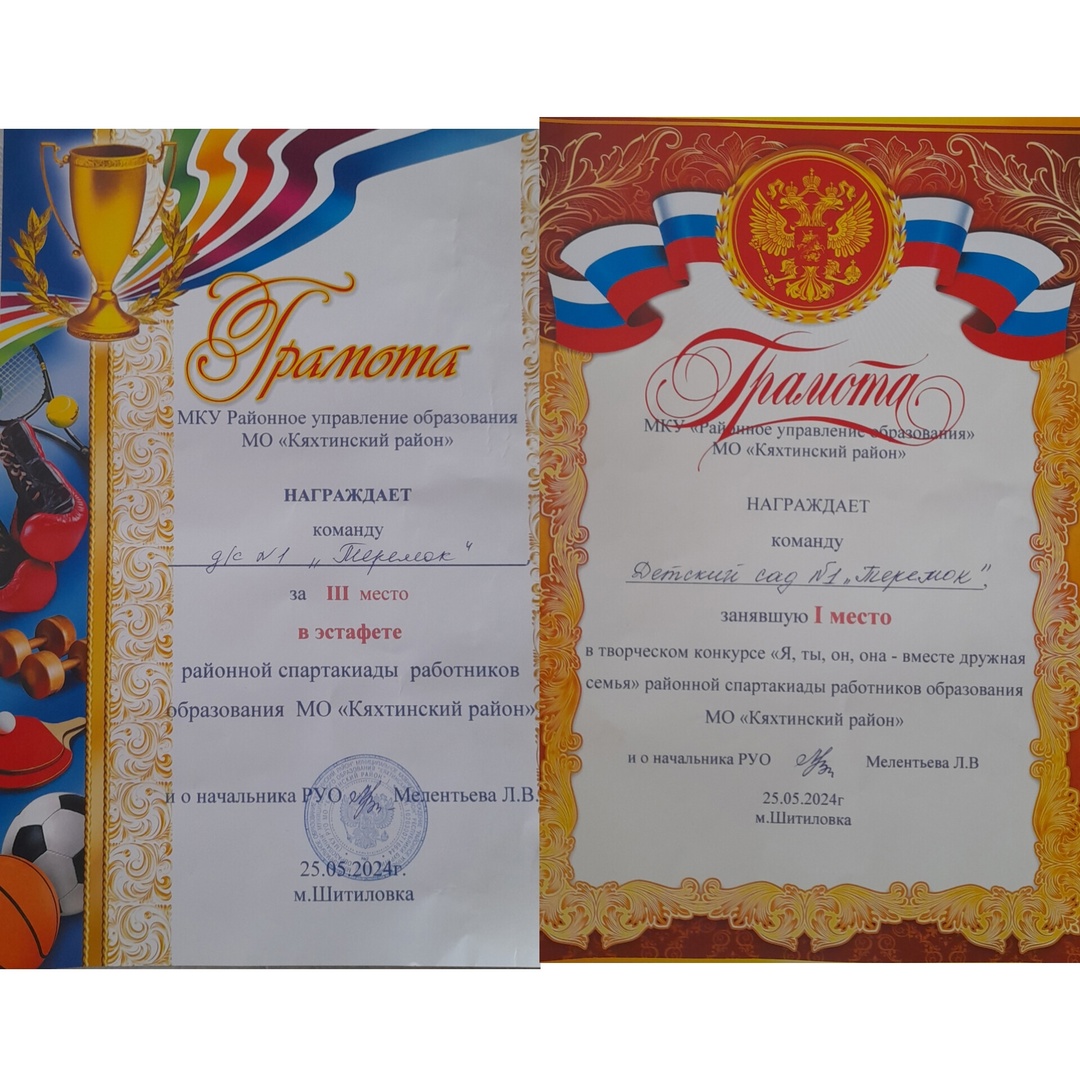 Грамота
МКУ Районное управление образования
МО «Кяхтинский район»
НАГРАЖДАЕТ
команду
д/с №1 „Теремок“
за III место
в эстафете
районной спартакиады работников
образования МО «Кяхтинский район»
и о начальника РУО Мелентьева Л.В.
25.05.2024г.
м.Шитиловка
Грамота
МКУ «Районное управление образования»
МО «Кяхтинский район»
НАГРАЖДАЕТ
команду
Детский сад №1 „Теремок“,
занявшую I место
в творческом конкурсе «Я, ты, он, она - вместе дружная
семья» районной спартакиады работников образования
МО «Кяхтинский район»
и о начальника РУО Мелентьева Л.В
25.05.2024г
м.Шитиловка